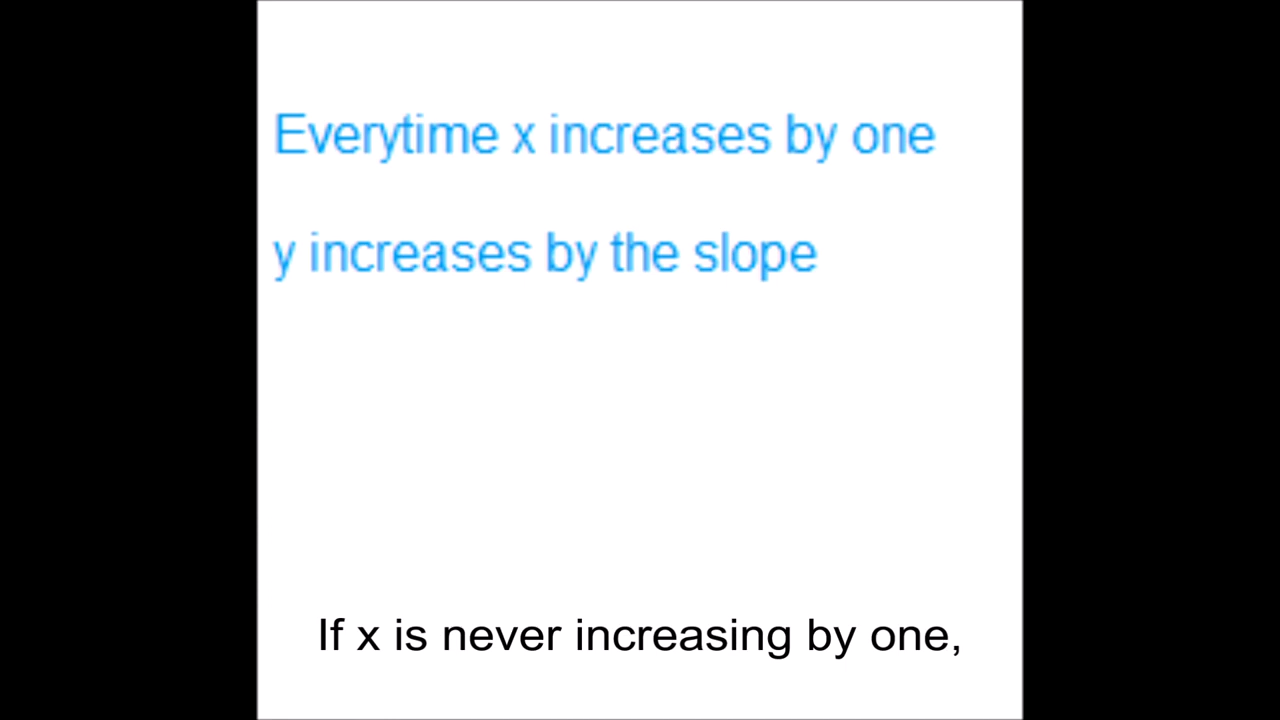 Everytime x increases by one
y increases by the slope
If x is never increasing by one,